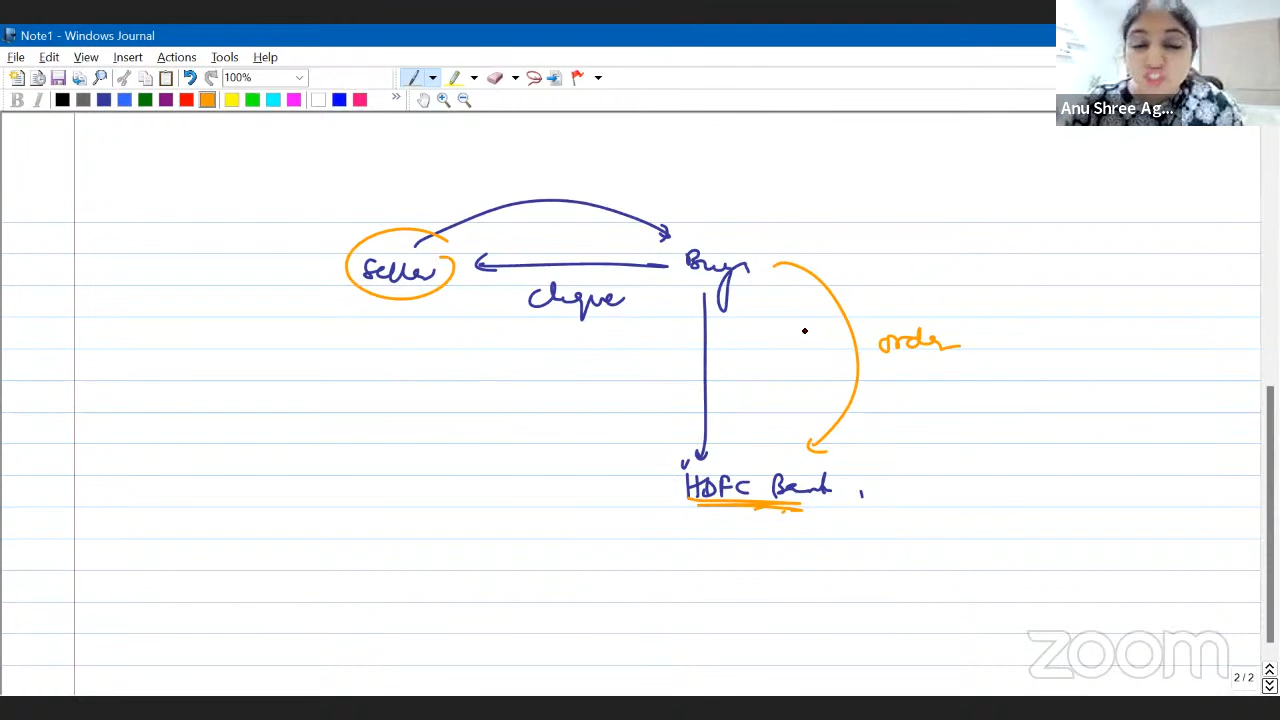 Note1 - Windows Journal
File Edit View Insert Actions Tools Help
100%
Anu Shree Ag...
Seller
Buyer
Cheque
order
HDFC Bank
zoom
2/2